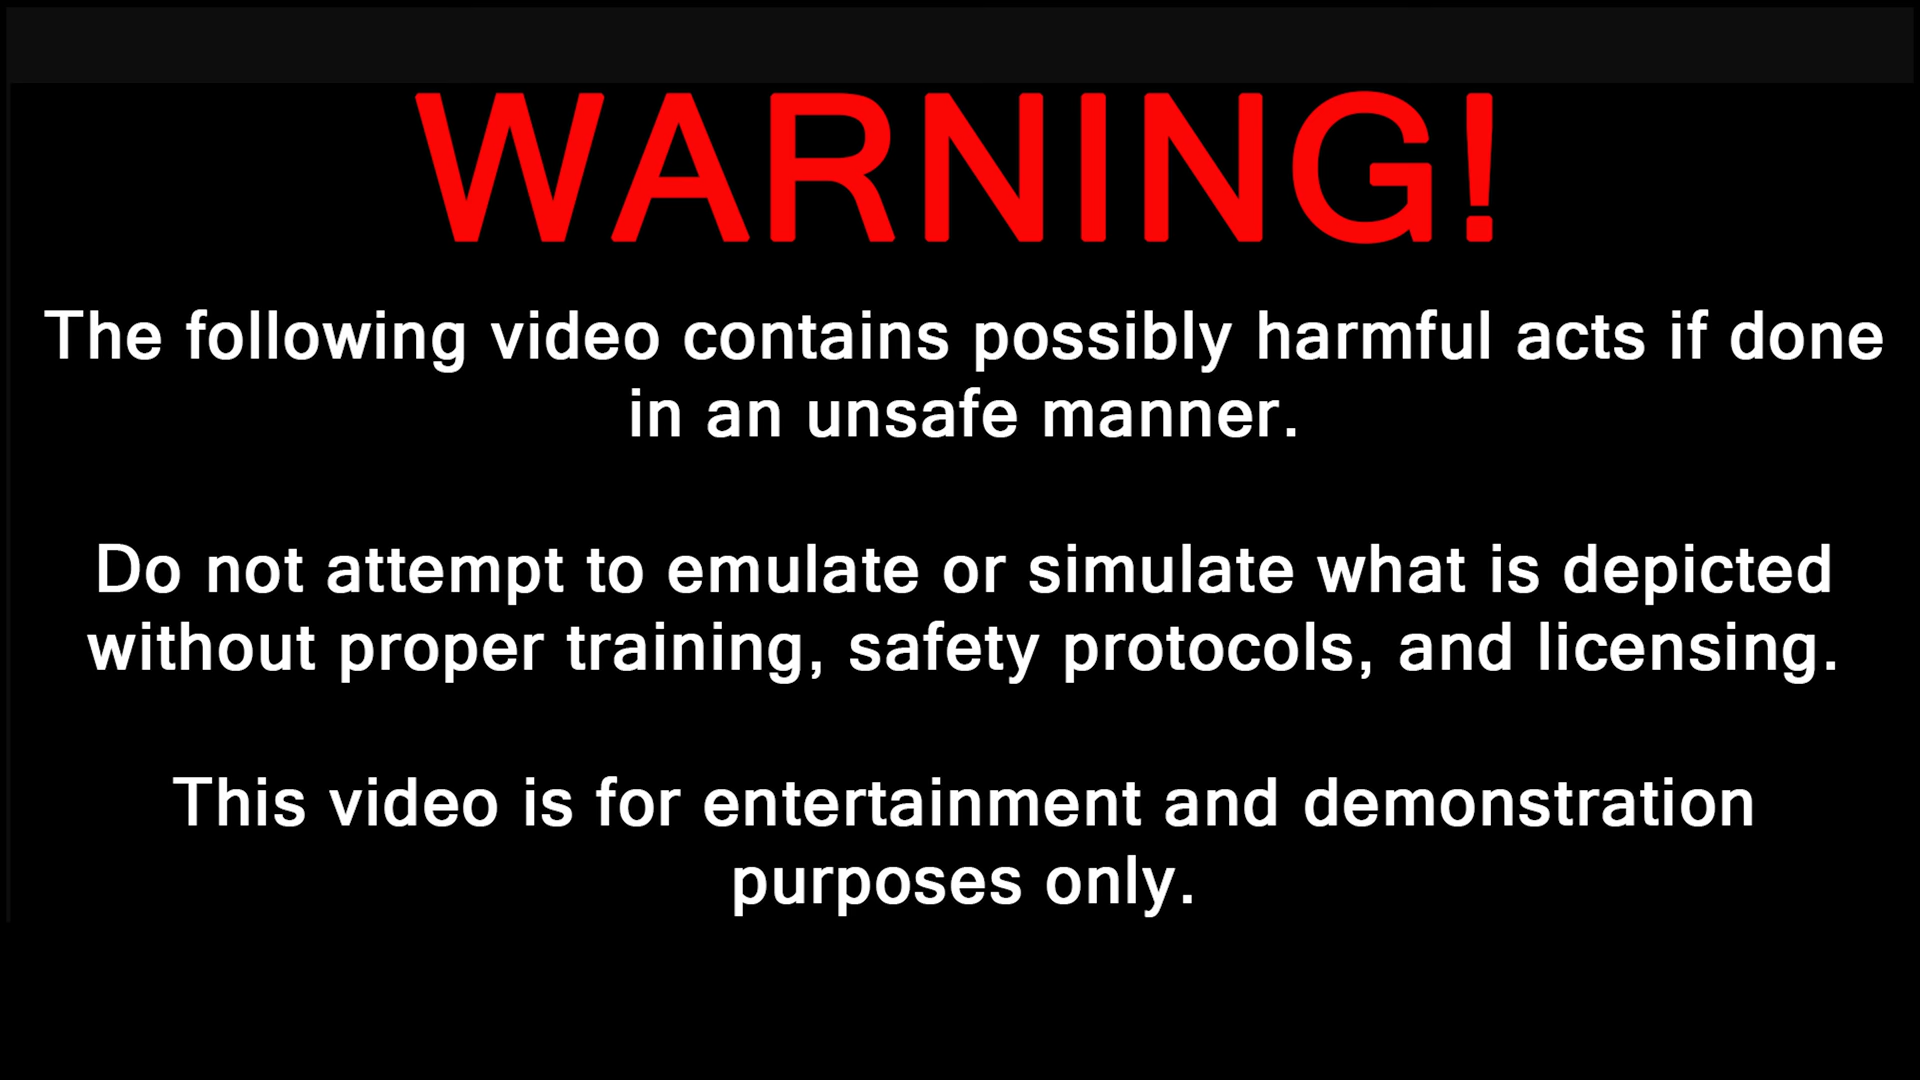 WARNING!
The following video contains possibly harmful acts if done
in an unsafe manner.
Do not attempt to emulate or simulate what is depicted
without proper training, safety protocols, and licensing.
This video is for entertainment and demonstration
purposes only.